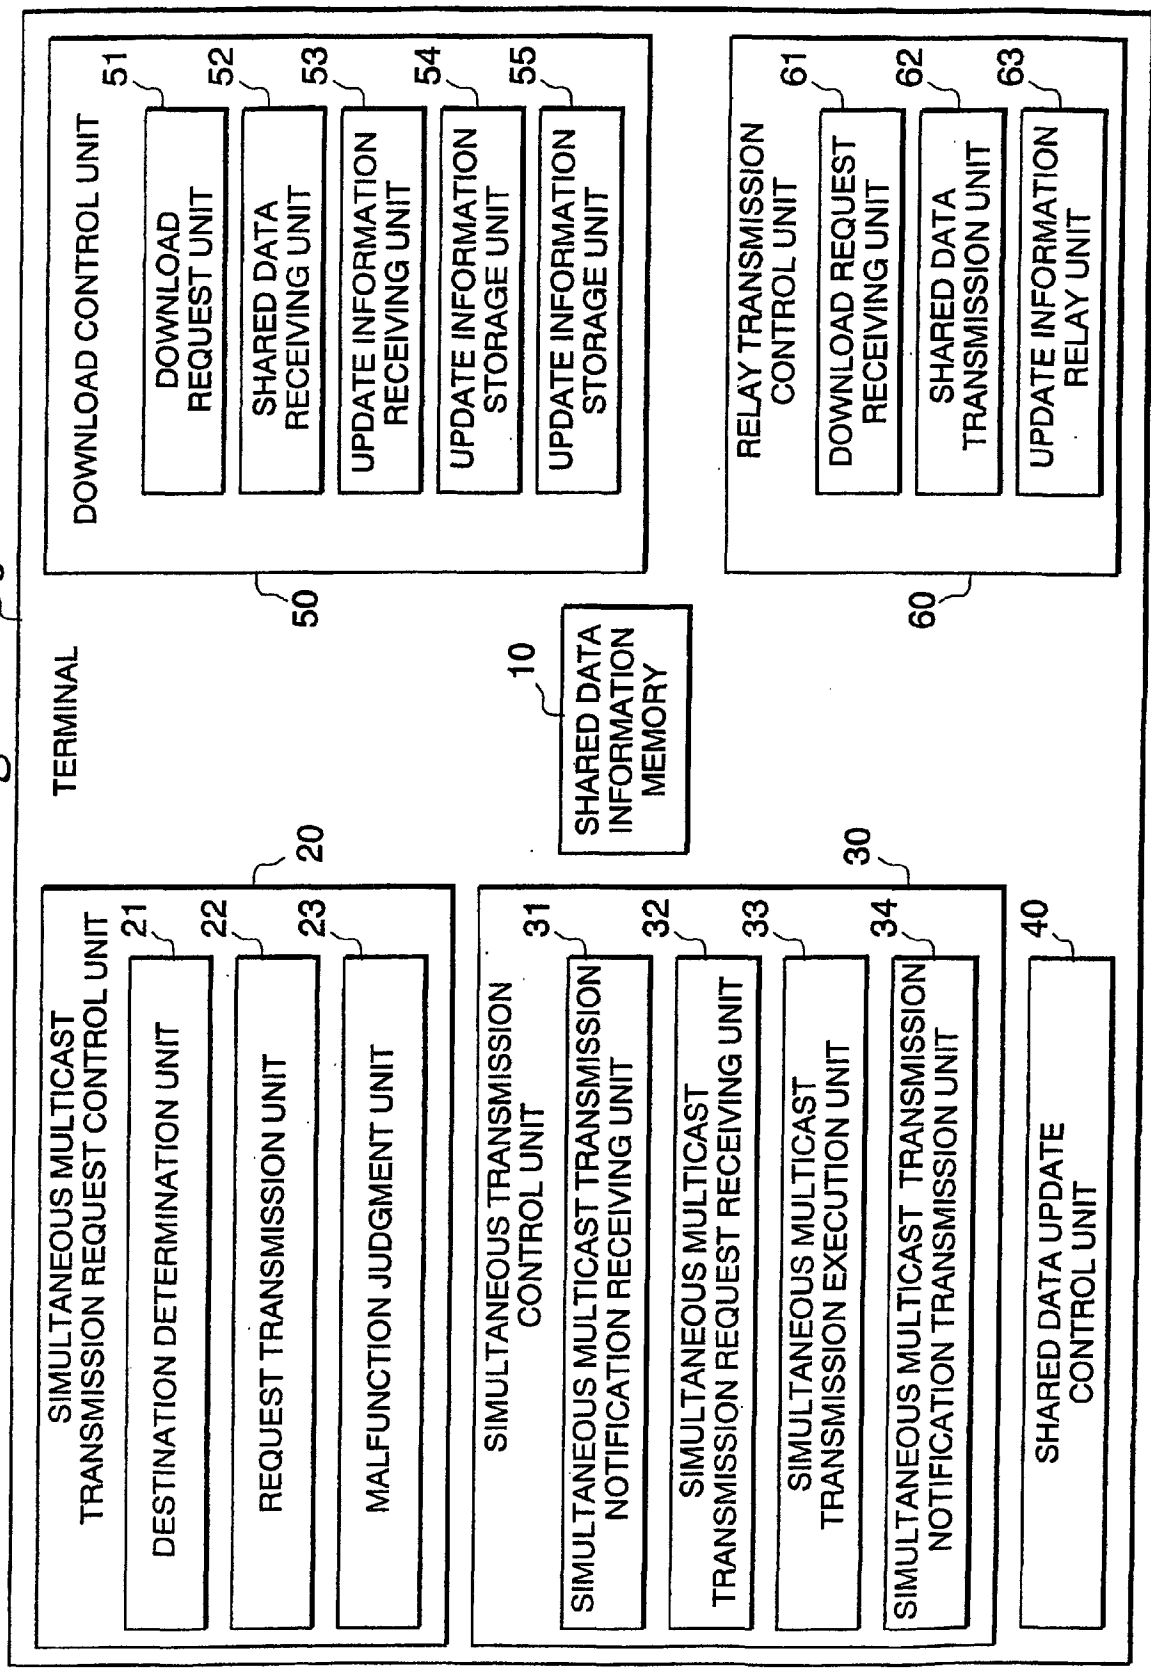 TERMINAL
SIMULTANEOUS MULTICAST
TRANSMISSION REQUEST CONTROL UNIT
20
21
DESTINATION DETERMINATION UNIT
22
REQUEST TRANSMISSION UNIT
23
MALFUNCTION JUDGMENT UNIT
SIMULTANEOUS TRANSMISSION
CONTROL UNIT
30
31
SIMULTANEOUS MULTICAST TRANSMISSION
NOTIFICATION RECEIVING UNIT
32
SIMULTANEOUS MULTICAST
TRANSMISSION REQUEST RECEIVING UNIT
33
SIMULTANEOUS MULTICAST
TRANSMISSION EXECUTION UNIT
34
SIMULTANEOUS MULTICAST TRANSMISSION
NOTIFICATION TRANSMISSION UNIT
40
SHARED DATA UPDATE
CONTROL UNIT
10
SHARED DATA
INFORMATION
MEMORY
50
DOWNLOAD CONTROL UNIT
51
DOWNLOAD
REQUEST UNIT
52
SHARED DATA
RECEIVING UNIT
53
UPDATE INFORMATION
RECEIVING UNIT
54
UPDATE INFORMATION
STORAGE UNIT
55
UPDATE INFORMATION
STORAGE UNIT
60
RELAY TRANSMISSION
CONTROL UNIT
61
DOWNLOAD REQUEST
RECEIVING UNIT
62
SHARED DATA
TRANSMISSION UNIT
63
UPDATE INFORMATION
RELAY UNIT